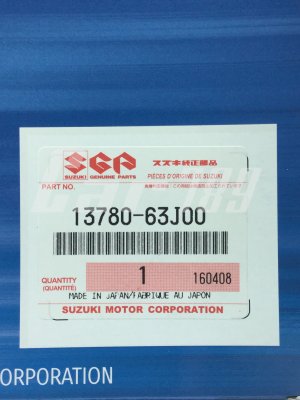 SGP スズキ純正部品
SUZUKI GENUINE PARTS PIÈCES D'ORIGINE DE SUZUKI
PART NO.
13780-63J00
QUANTITY
(QUANTITÉ) 1 160408
MADE IN JAPAN/FABRIQUE AU JAPON
SUZUKI MOTOR CORPORATION
ORPORATION